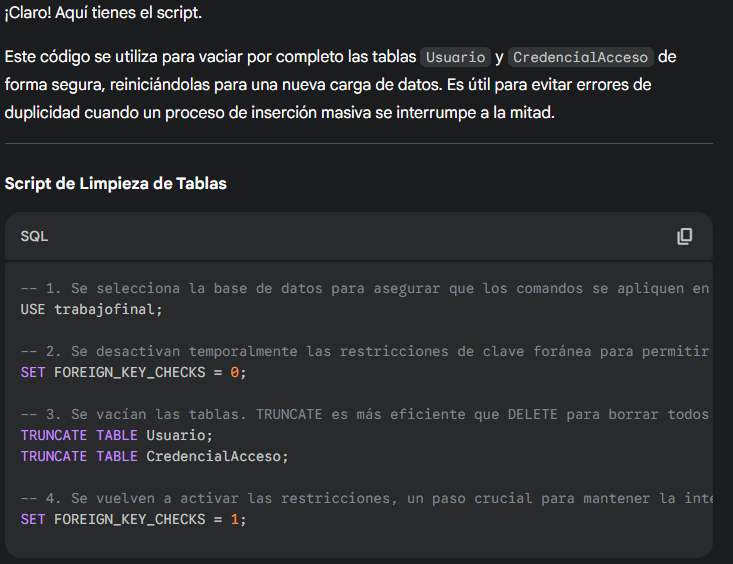 ¡Claro! Aquí tienes el script.
Este código se utiliza para vaciar por completo las tablas Usuario y CredencialAcceso de
forma segura, reiniciándolas para una nueva carga de datos. Es útil para evitar errores de
duplicidad cuando un proceso de inserción masiva se interrumpe a la mitad.
Script de Limpieza de Tablas
SQL
-- 1. Se selecciona la base de datos para asegurar que los comandos se apliquen en
USE trabajofinal;
-- 2. Se desactivan temporalmente las restricciones de clave foránea para permitir
SET FOREIGN_KEY_CHECKS = 0;
-- 3. Se vacían las tablas. TRUNCATE es más eficiente que DELETE para borrar todos
TRUNCATE TABLE Usuario;
TRUNCATE TABLE CredencialAcceso;
-- 4. Se vuelven a activar las restricciones, un paso crucial para mantener la inte
SET FOREIGN_KEY_CHECKS = 1;